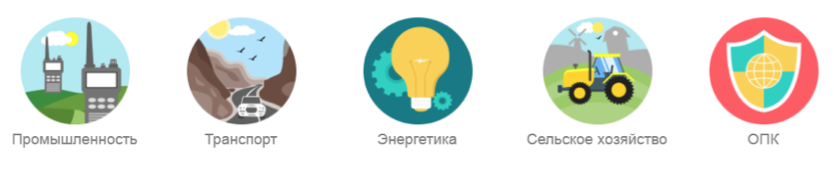 Промышленность
Транспорт
Энергетика
Сельское хозяйство
ОПК